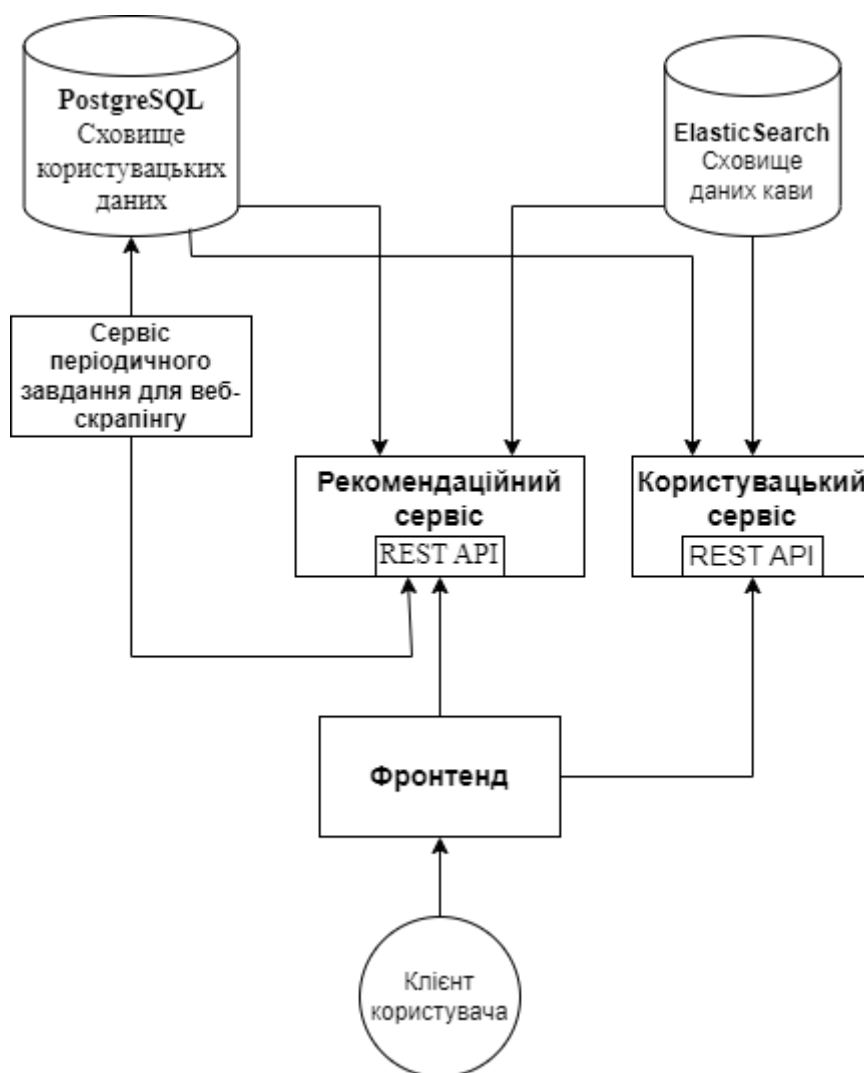 PostgreSQL
Сховище
користувацьких
даних
ElasticSearch
Сховище
даних кави
Сервіс
періодичного
завдання для веб-
скрапінгу
Рекомендаційний
сервіс
REST API
Користувацький
сервіс
REST API
Фронтенд
Клієнт
користувача